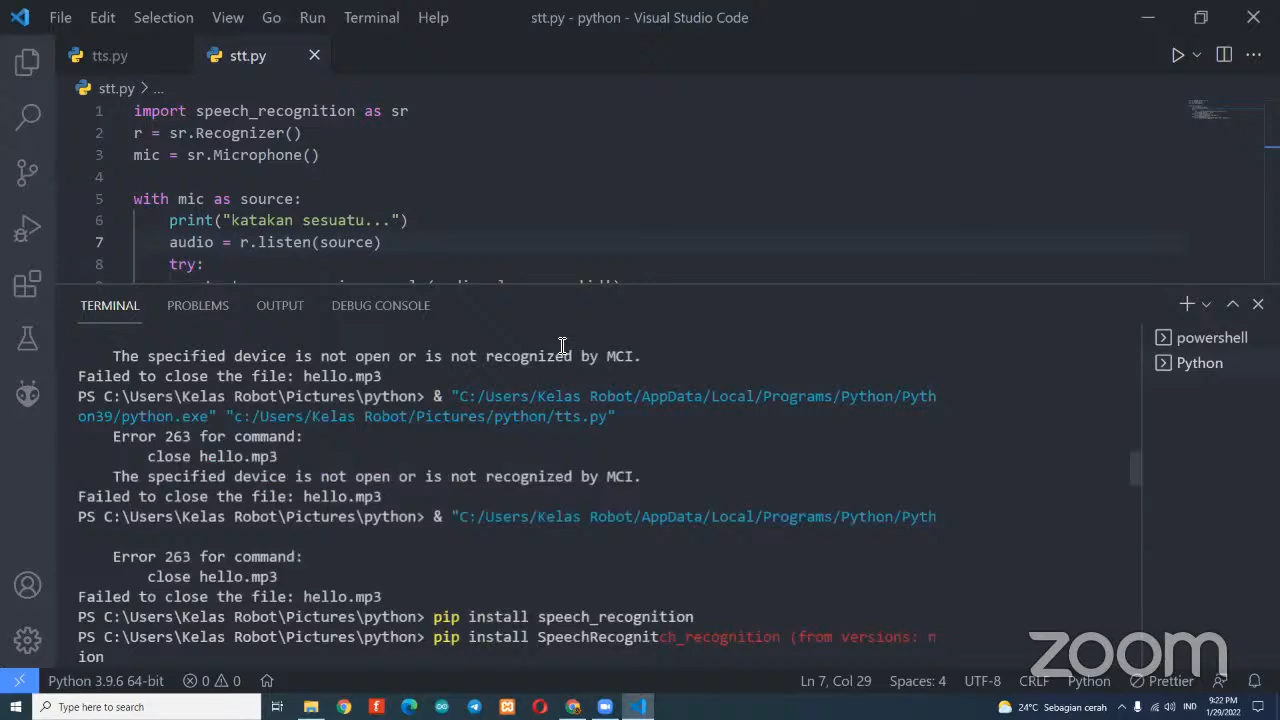 File Edit Selection View Go Run Terminal Help stt.py - python - Visual Studio Code
tts.py stt.py
stt.py > ...
1 import speech_recognition as sr
2 r = sr.Recognizer()
3 mic = sr.Microphone()
4
5 with mic as source:
6 print("katakan sesuatu...")
7 audio = r.listen(source)
8 try:
TERMINAL PROBLEMS OUTPUT DEBUG CONSOLE
powershell
Python
The specified device is not open or is not recognized by MCI.
Failed to close the file: hello.mp3
PS C:\Users\Kelas Robot\Pictures\python> & "C:/Users/Kelas Robot/AppData/Local/Programs/Python/Pyth
on39/python.exe" "c:/Users/Kelas Robot/Pictures/python/tts.py"
Error 263 for command:
close hello.mp3
The specified device is not open or is not recognized by MCI.
Failed to close the file: hello.mp3
PS C:\Users\Kelas Robot\Pictures\python> & "C:/Users/Kelas Robot/AppData/Local/Programs/Python/Pyth
Error 263 for command:
close hello.mp3
Failed to close the file: hello.mp3
PS C:\Users\Kelas Robot\Pictures\python> pip install speech_recognition
PS C:\Users\Kelas Robot\Pictures\python> pip install SpeechRecognitch_recognition (from versions: n
ion
zoom
Python 3.9.6 64-bit 0 0 Ln 7, Col 29 Spaces: 4 UTF-8 CRLF Python Prettier
Type here to search 24°C Sebagian cerah IND 9:22 PM
1/29/2022